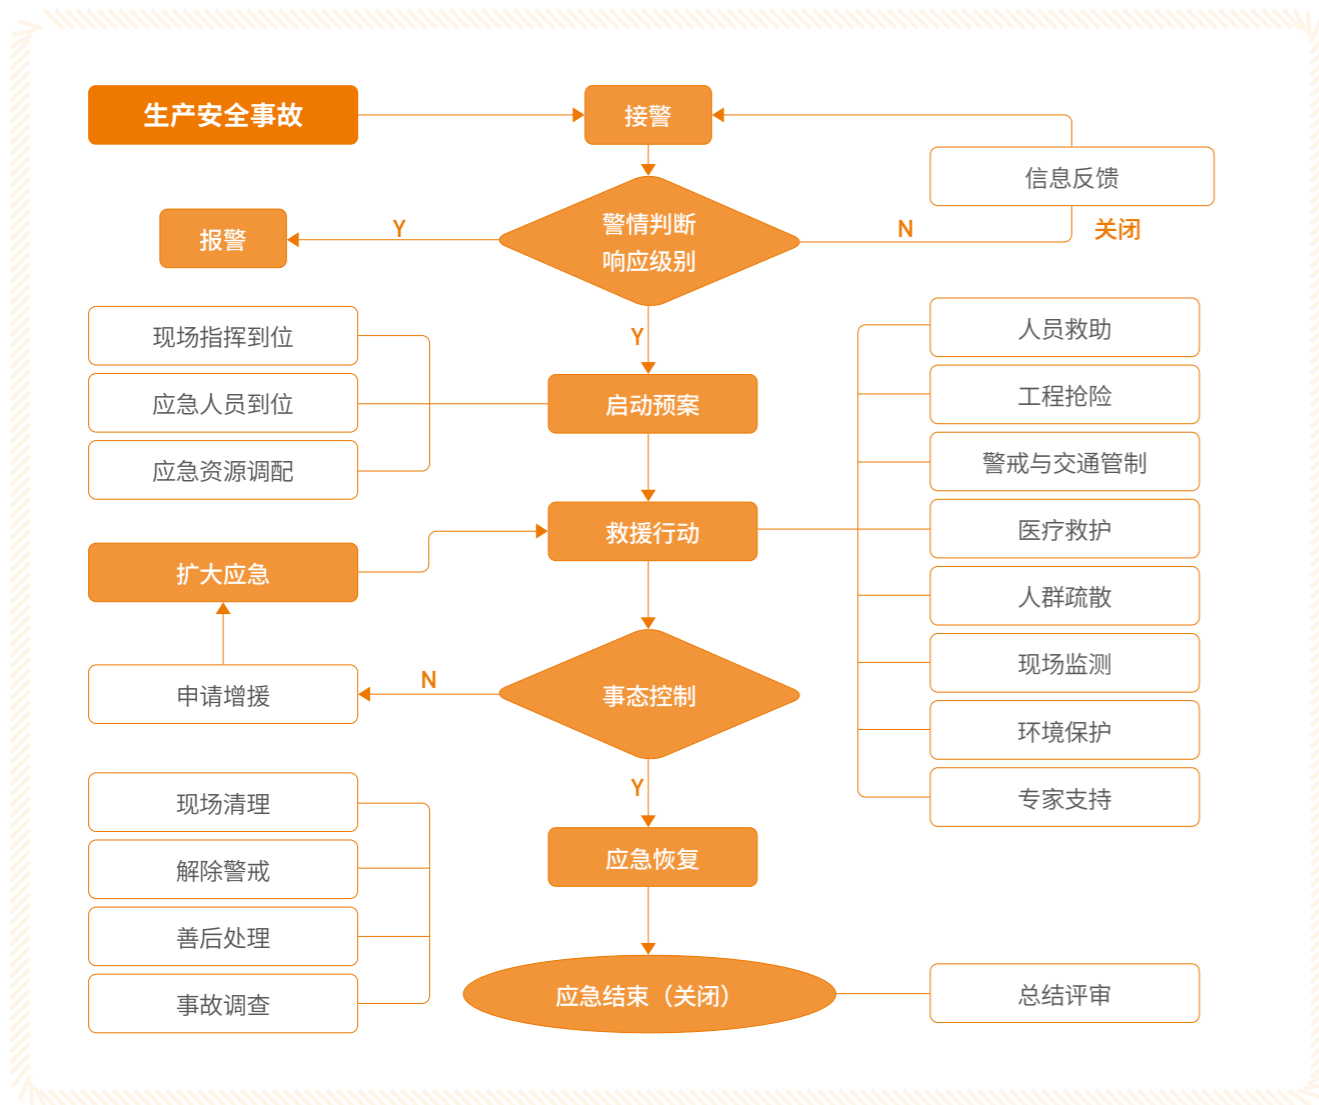 生产安全事故
接警
信息反馈
报警
Y
警情判断
响应级别
N
关闭
Y
现场指挥到位
应急人员到位
应急资源调配
启动预案
人员救助
工程抢险
警戒与交通管制
医疗救护
人群疏散
现场监测
环境保护
专家支持
救援行动
扩大应急
申请增援
N
事态控制
Y
现场清理
解除警戒
善后处理
事故调查
应急恢复
应急结束（关闭）
总结评审